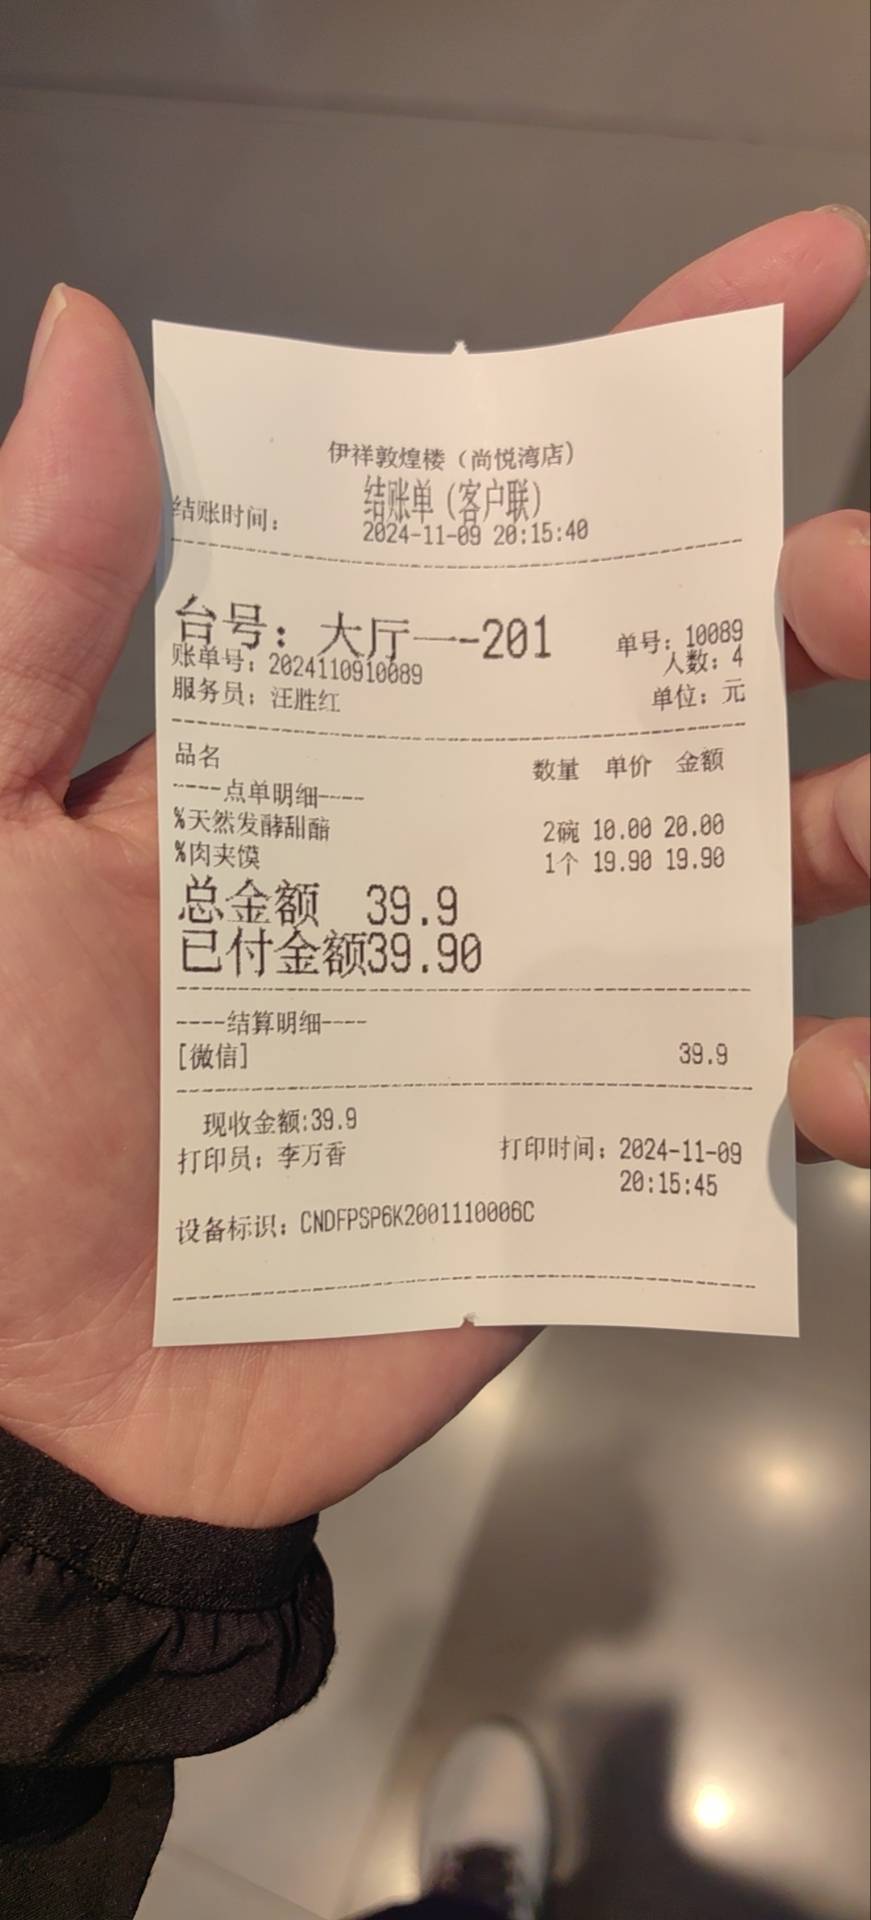 伊祥敦煌楼（尚悦湾店）
结账单（客户联）
结账时间： 2024-11-09 20:15:40
台号：大厅一-201 单号：10089
账单号：2024110910089 人数：4
服务员：汪胜红 单位：元
品名 数量 单价 金额
----点单明细----
%天然发酵甜醅 2碗 10.00 20.00
%肉夹馍 1个 19.90 19.90
总金额 39.9
已付金额39.90
----结算明细----
[微信] 39.9
现收金额:39.9
打印员：李万香 打印时间：2024-11-09
20:15:45
设备标识：CNDFPSP6K2001110006C